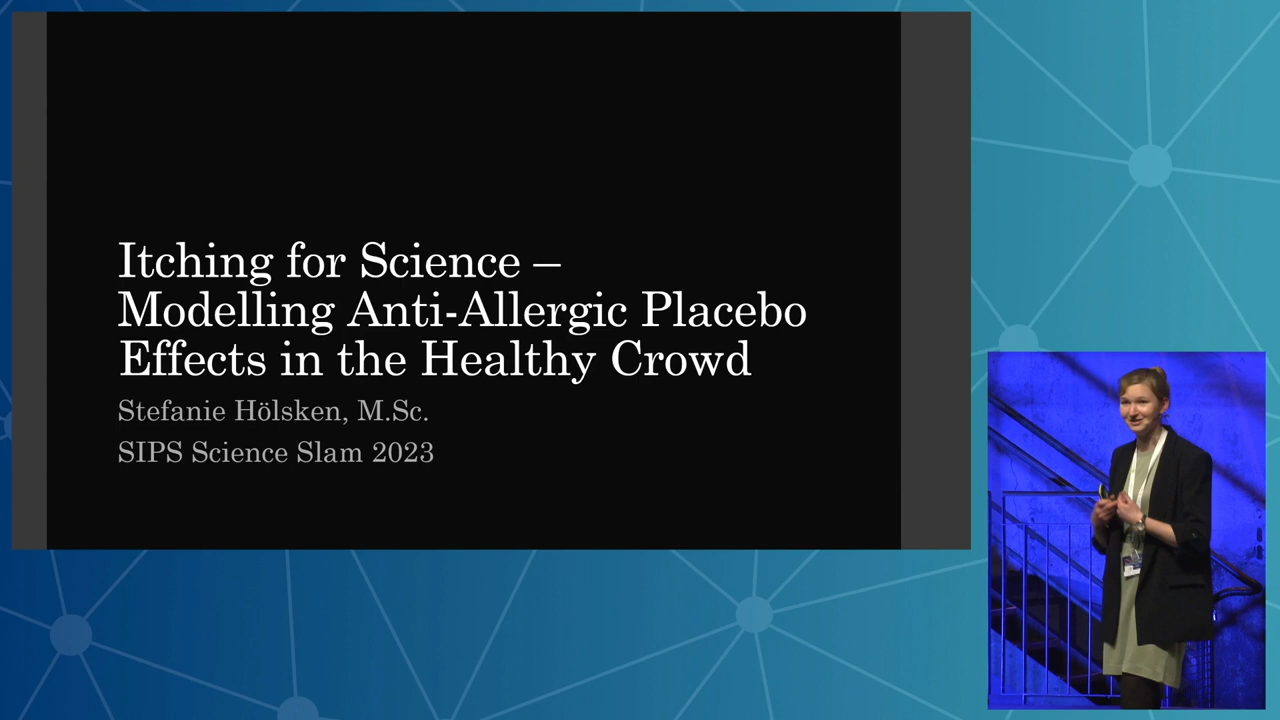 Itching for Science –
Modelling Anti-Allergic Placebo
Effects in the Healthy Crowd
Stefanie Hölsken, M.Sc.
SIPS Science Slam 2023